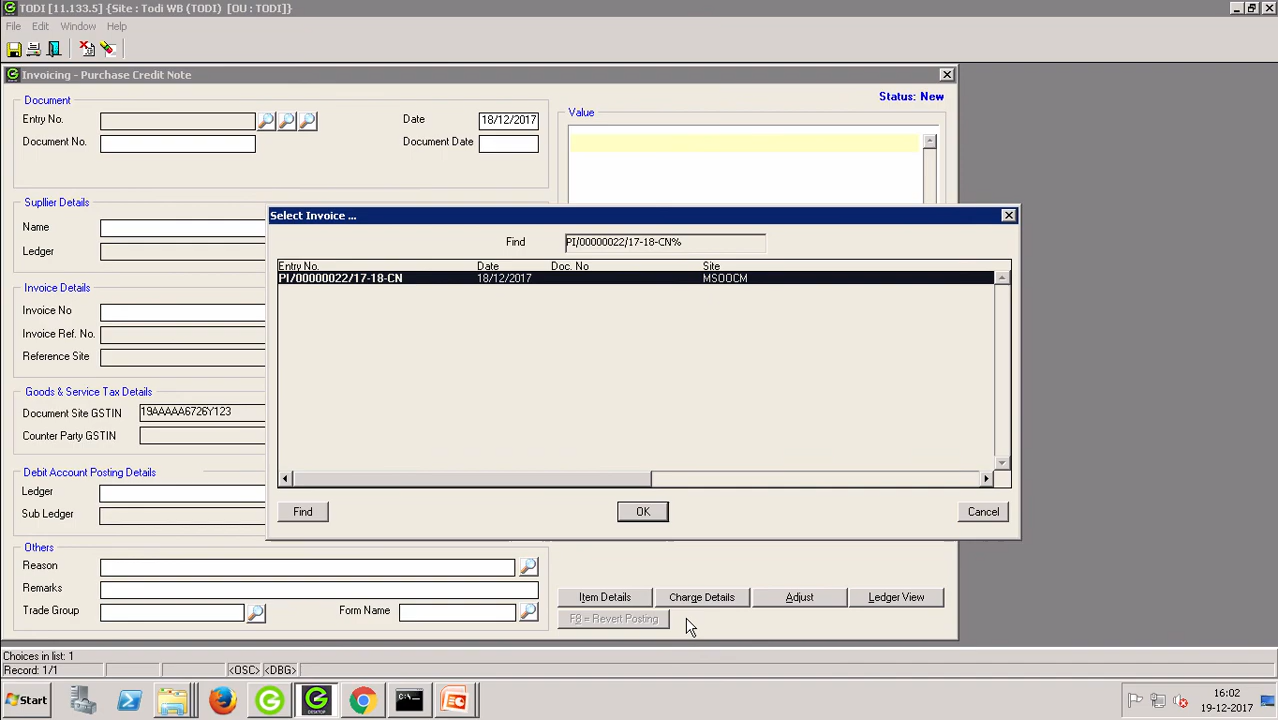 TODI [11.133.5] {Site : Todi WB (TODI) [OU : TODI]}
File Edit Window Help
Invoicing - Purchase Credit Note
Status: New
Document
Entry No.
Date 18/12/2017
Document No.
Document Date
Value
Supllier Details
Name
Ledger
Invoice Details
Invoice No
Invoice Ref. No.
Reference Site
Goods & Service Tax Details
Document Site GSTIN 19AAAAA6726Y123
Counter Party GSTIN
Debit Account Posting Details
Ledger
Sub Ledger
Others
Reason
Remarks
Trade Group
Form Name
Select Invoice ...
Find PI/00000022/17-18-CN%
Entry No. Date Doc. No Site
PI/00000022/17-18-CN 18/12/2017 MSOOCM
Find OK Cancel
Item Details Charge Details Adjust Ledger View
F8 = Revert Posting
Choices in list: 1
Record: 1/1 <OSC> <DBG>
Start
DESKTOP
16:02
19-12-2017